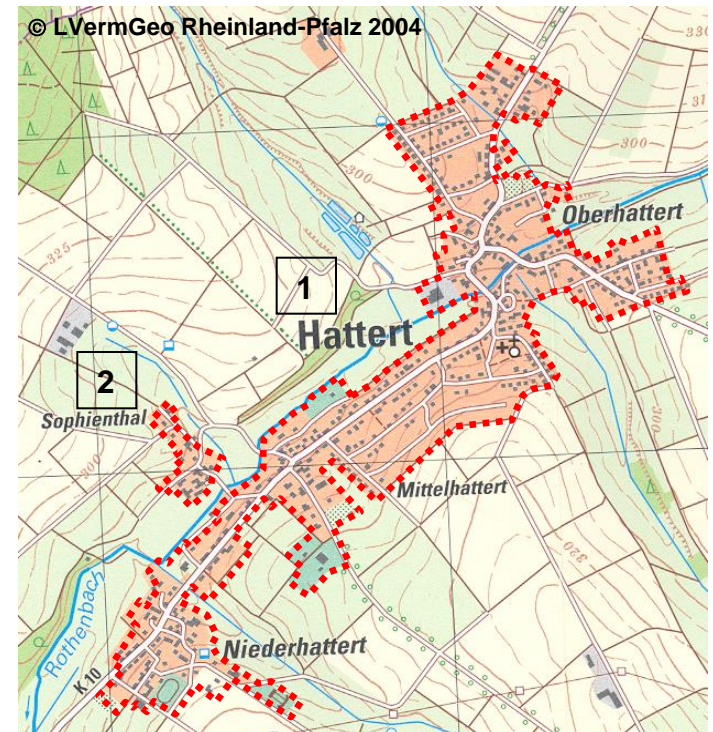 © LVermGeo Rheinland-Pfalz 2004
330
300
300
Oberhattert
325
1
Hattert
2
Sophienthal
300
300
Mittelhattert
320
Rothenbach
Niederhattert
K 10